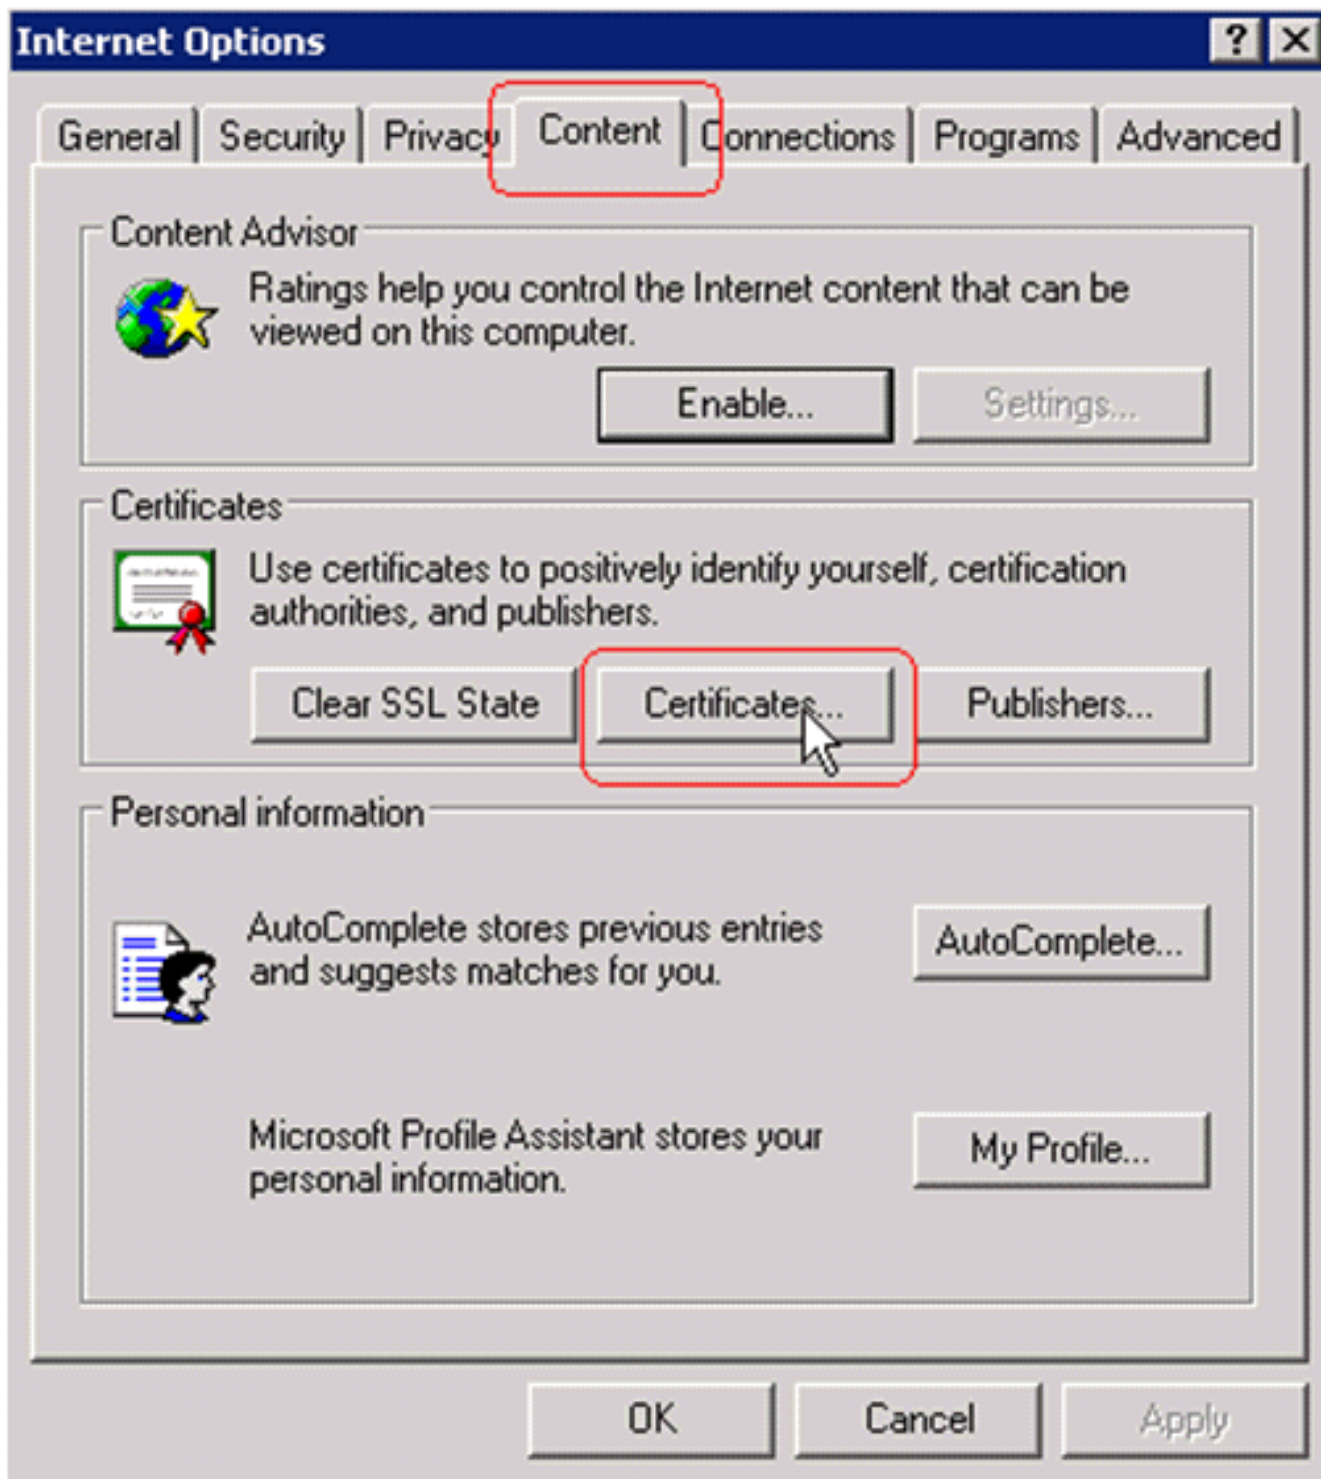 Internet Options
General Security Privacy Content Connections Programs Advanced
Content Advisor
Ratings help you control the Internet content that can be
viewed on this computer.
Enable... Settings...
Certificates
Use certificates to positively identify yourself, certification
authorities, and publishers.
Clear SSL State Certificates... Publishers...
Personal information
AutoComplete stores previous entries
and suggests matches for you.
AutoComplete...
Microsoft Profile Assistant stores your
personal information.
My Profile...
OK Cancel Apply